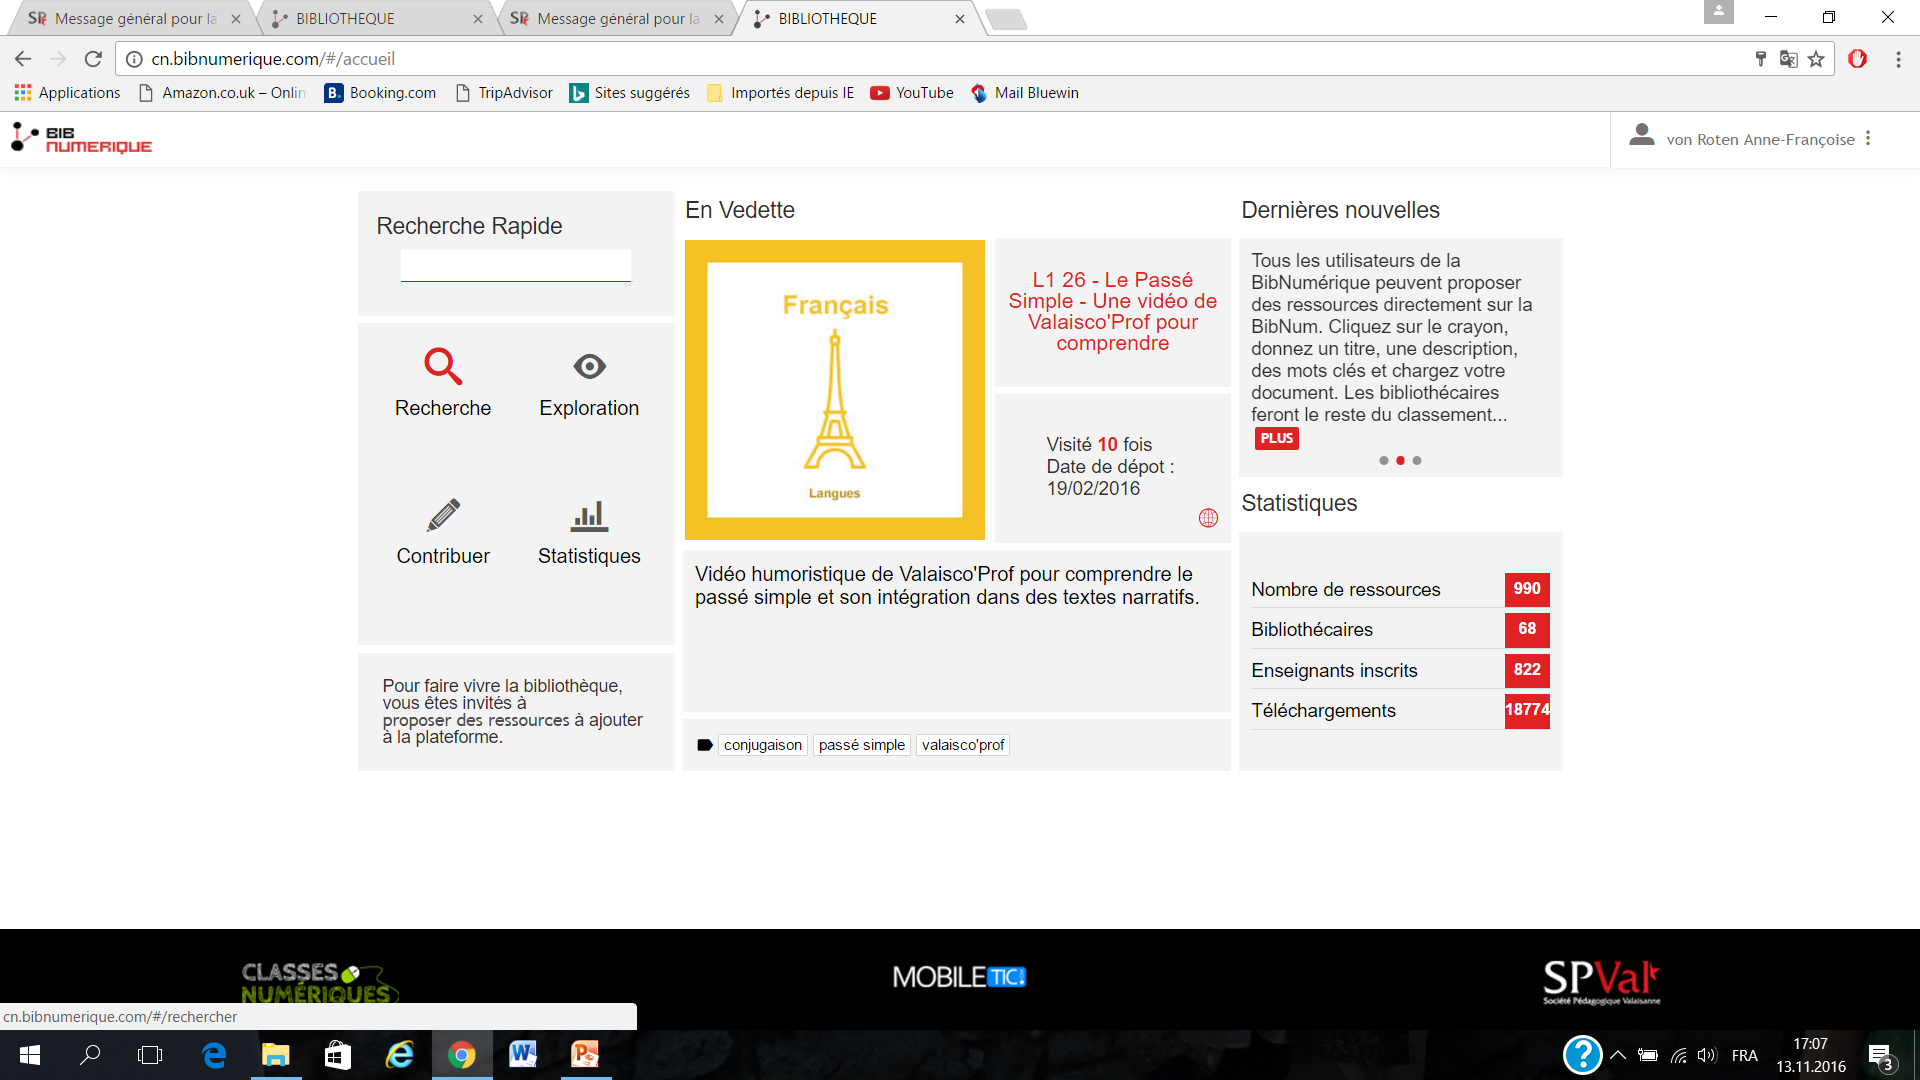 Message général pour la
BIBLIOTHEQUE
Message général pour la
BIBLIOTHEQUE
cn.bibnumerique.com/#/accueil
Applications
Amazon.co.uk – Onlin
Booking.com
TripAdvisor
Sites suggérés
Importés depuis IE
YouTube
Mail Bluewin
BIB
NUMERIQUE
von Roten Anne-Françoise
Recherche Rapide
Recherche
Exploration
Contribuer
Statistiques
Pour faire vivre la bibliothèque,
vous êtes invités à
proposer des ressources à ajouter
à la plateforme.
En Vedette
Français
Langues
L1 26 - Le Passé
Simple - Une vidéo de
Valaisco'Prof pour
comprendre
Visité 10 fois
Date de dépot :
19/02/2016
Vidéo humoristique de Valaisco'Prof pour comprendre le
passé simple et son intégration dans des textes narratifs.
conjugaison
passé simple
valaisco'prof
Dernières nouvelles
Tous les utilisateurs de la
BibNumérique peuvent proposer
des ressources directement sur la
BibNum. Cliquez sur le crayon,
donnez un titre, une description,
des mots clés et chargez votre
document. Les bibliothécaires
feront le reste du classement...
PLUS
Statistiques
Nombre de ressources 990
Bibliothécaires 68
Enseignants inscrits 822
Téléchargements 18774
CLASSES
NUMÉRIQUES
MOBILETIC!
SPVal
Société Pédagogique Valaisanne
cn.bibnumerique.com/#/rechercher
FRA
17:07
13.11.2016
3